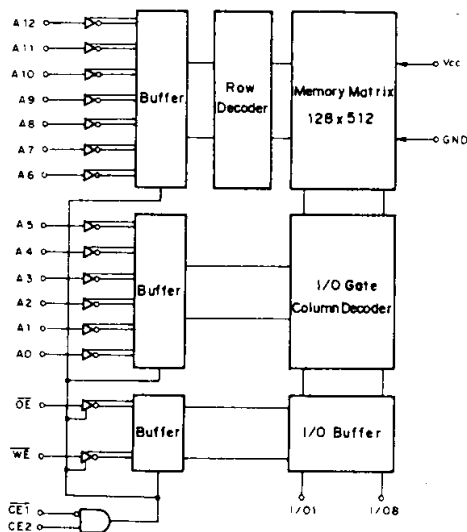 A12
A11
A10
A9
A8
A7
A6
Buffer
Row
Decoder
Memory Matrix
128 x 512
Vcc
GND
A5
A4
A3
A2
A1
A0
Buffer
I/O Gate
Column Decoder
OE
WE
Buffer
I/O Buffer
CE1
CE2
I/O1
I/O8